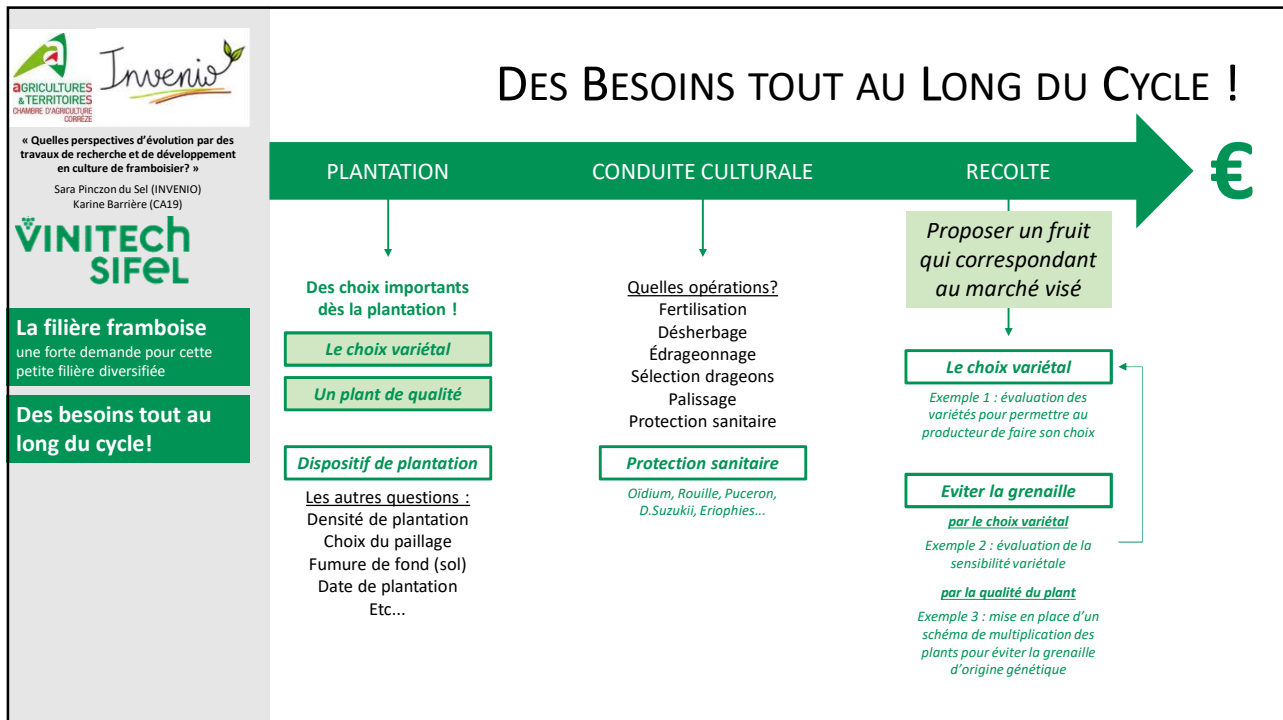 aGRICULTURES
& TERRITOIRES
CHAMBRE D'AGRICULTURE
CORRÈZE
Invenio
« Quelles perspectives d'évolution par des
travaux de recherche et de développement
en culture de framboisier? »
Sara Pinczon du Sel (INVENIO)
Karine Barrière (CA19)
VINITECH
SIFEL
La filière framboise
une forte demande pour cette
petite filière diversifiée
Des besoins tout au
long du cycle!
DES BESOINS TOUT AU LONG DU CYCLE !
PLANTATION
CONDUITE CULTURALE
RECOLTE
€
Des choix importants
dès la plantation !
Le choix variétal
Un plant de qualité
Dispositif de plantation
Les autres questions :
Densité de plantation
Choix du paillage
Fumure de fond (sol)
Date de plantation
Etc...
Quelles opérations?
Fertilisation
Désherbage
Édrageonnage
Sélection drageons
Palissage
Protection sanitaire
Protection sanitaire
Oïdium, Rouille, Puceron,
D.Suzukii, Eriophies...
Proposer un fruit
qui correspondant
au marché visé
Le choix variétal
Exemple 1 : évaluation des
variétés pour permettre au
producteur de faire son choix
Eviter la grenaille
par le choix variétal
Exemple 2 : évaluation de la
sensibilité variétale
par la qualité du plant
Exemple 3 : mise en place d'un
schéma de multiplication des
plants pour éviter la grenaille
d'origine génétique